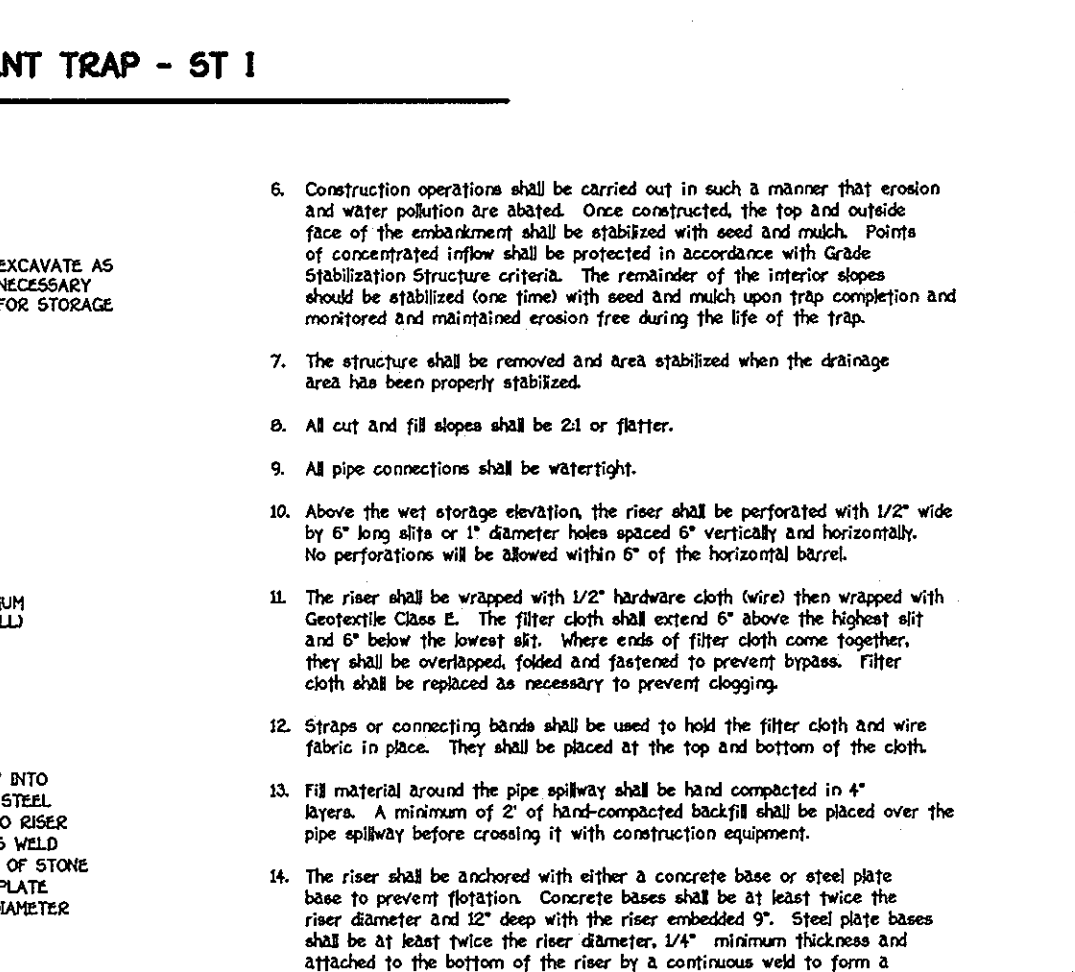 NT TRAP - ST I
EXCAVATE AS
NECESSARY
FOR STORAGE
UM
LL)
INTO
STEEL
O RISER
S WELD
OF STONE
PLATE
DIAMETER
6. Construction operations shall be carried out in such a manner that erosion
and water pollution are abated. Once constructed, the top and outside
face of the embankment shall be stabilized with seed and mulch. Points
of concentrated inflow shall be protected in accordance with Grade
Stabilization Structure criteria. The remainder of the interior slopes
should be stabilized (one time) with seed and mulch upon trap completion and
monitored and maintained erosion free during the life of the trap.
7. The structure shall be removed and area stabilized when the drainage
area has been properly stabilized.
8. All cut and fill slopes shall be 2:1 or flatter.
9. All pipe connections shall be watertight.
10. Above the wet storage elevation, the riser shall be perforated with 1/2" wide
by 6" long slits or 1" diameter holes spaced 6" vertically and horizontally.
No perforations will be allowed within 6" of the horizontal barrel.
11. The riser shall be wrapped with 1/2" hardware cloth (wire) then wrapped with
Geotextile Class E. The filter cloth shall extend 6" above the highest slit
and 6" below the lowest slit. Where ends of filter cloth come together,
they shall be overlapped, folded and fastened to prevent bypass. Filter
cloth shall be replaced as necessary to prevent clogging.
12. Straps or connecting bands shall be used to hold the filter cloth and wire
fabric in place. They shall be placed at the top and bottom of the cloth.
13. Fill material around the pipe spillway shall be hand compacted in 4"
layers. A minimum of 2' of hand-compacted backfill shall be placed over the
pipe spillway before crossing it with construction equipment.
14. The riser shall be anchored with either a concrete base or steel plate
base to prevent flotation. Concrete bases shall be at least twice the
riser diameter and 12" deep with the riser embedded 9". Steel plate bases
shall be at least twice the riser diameter, 1/4" minimum thickness and
attached to the bottom of the riser by a continuous weld to form a